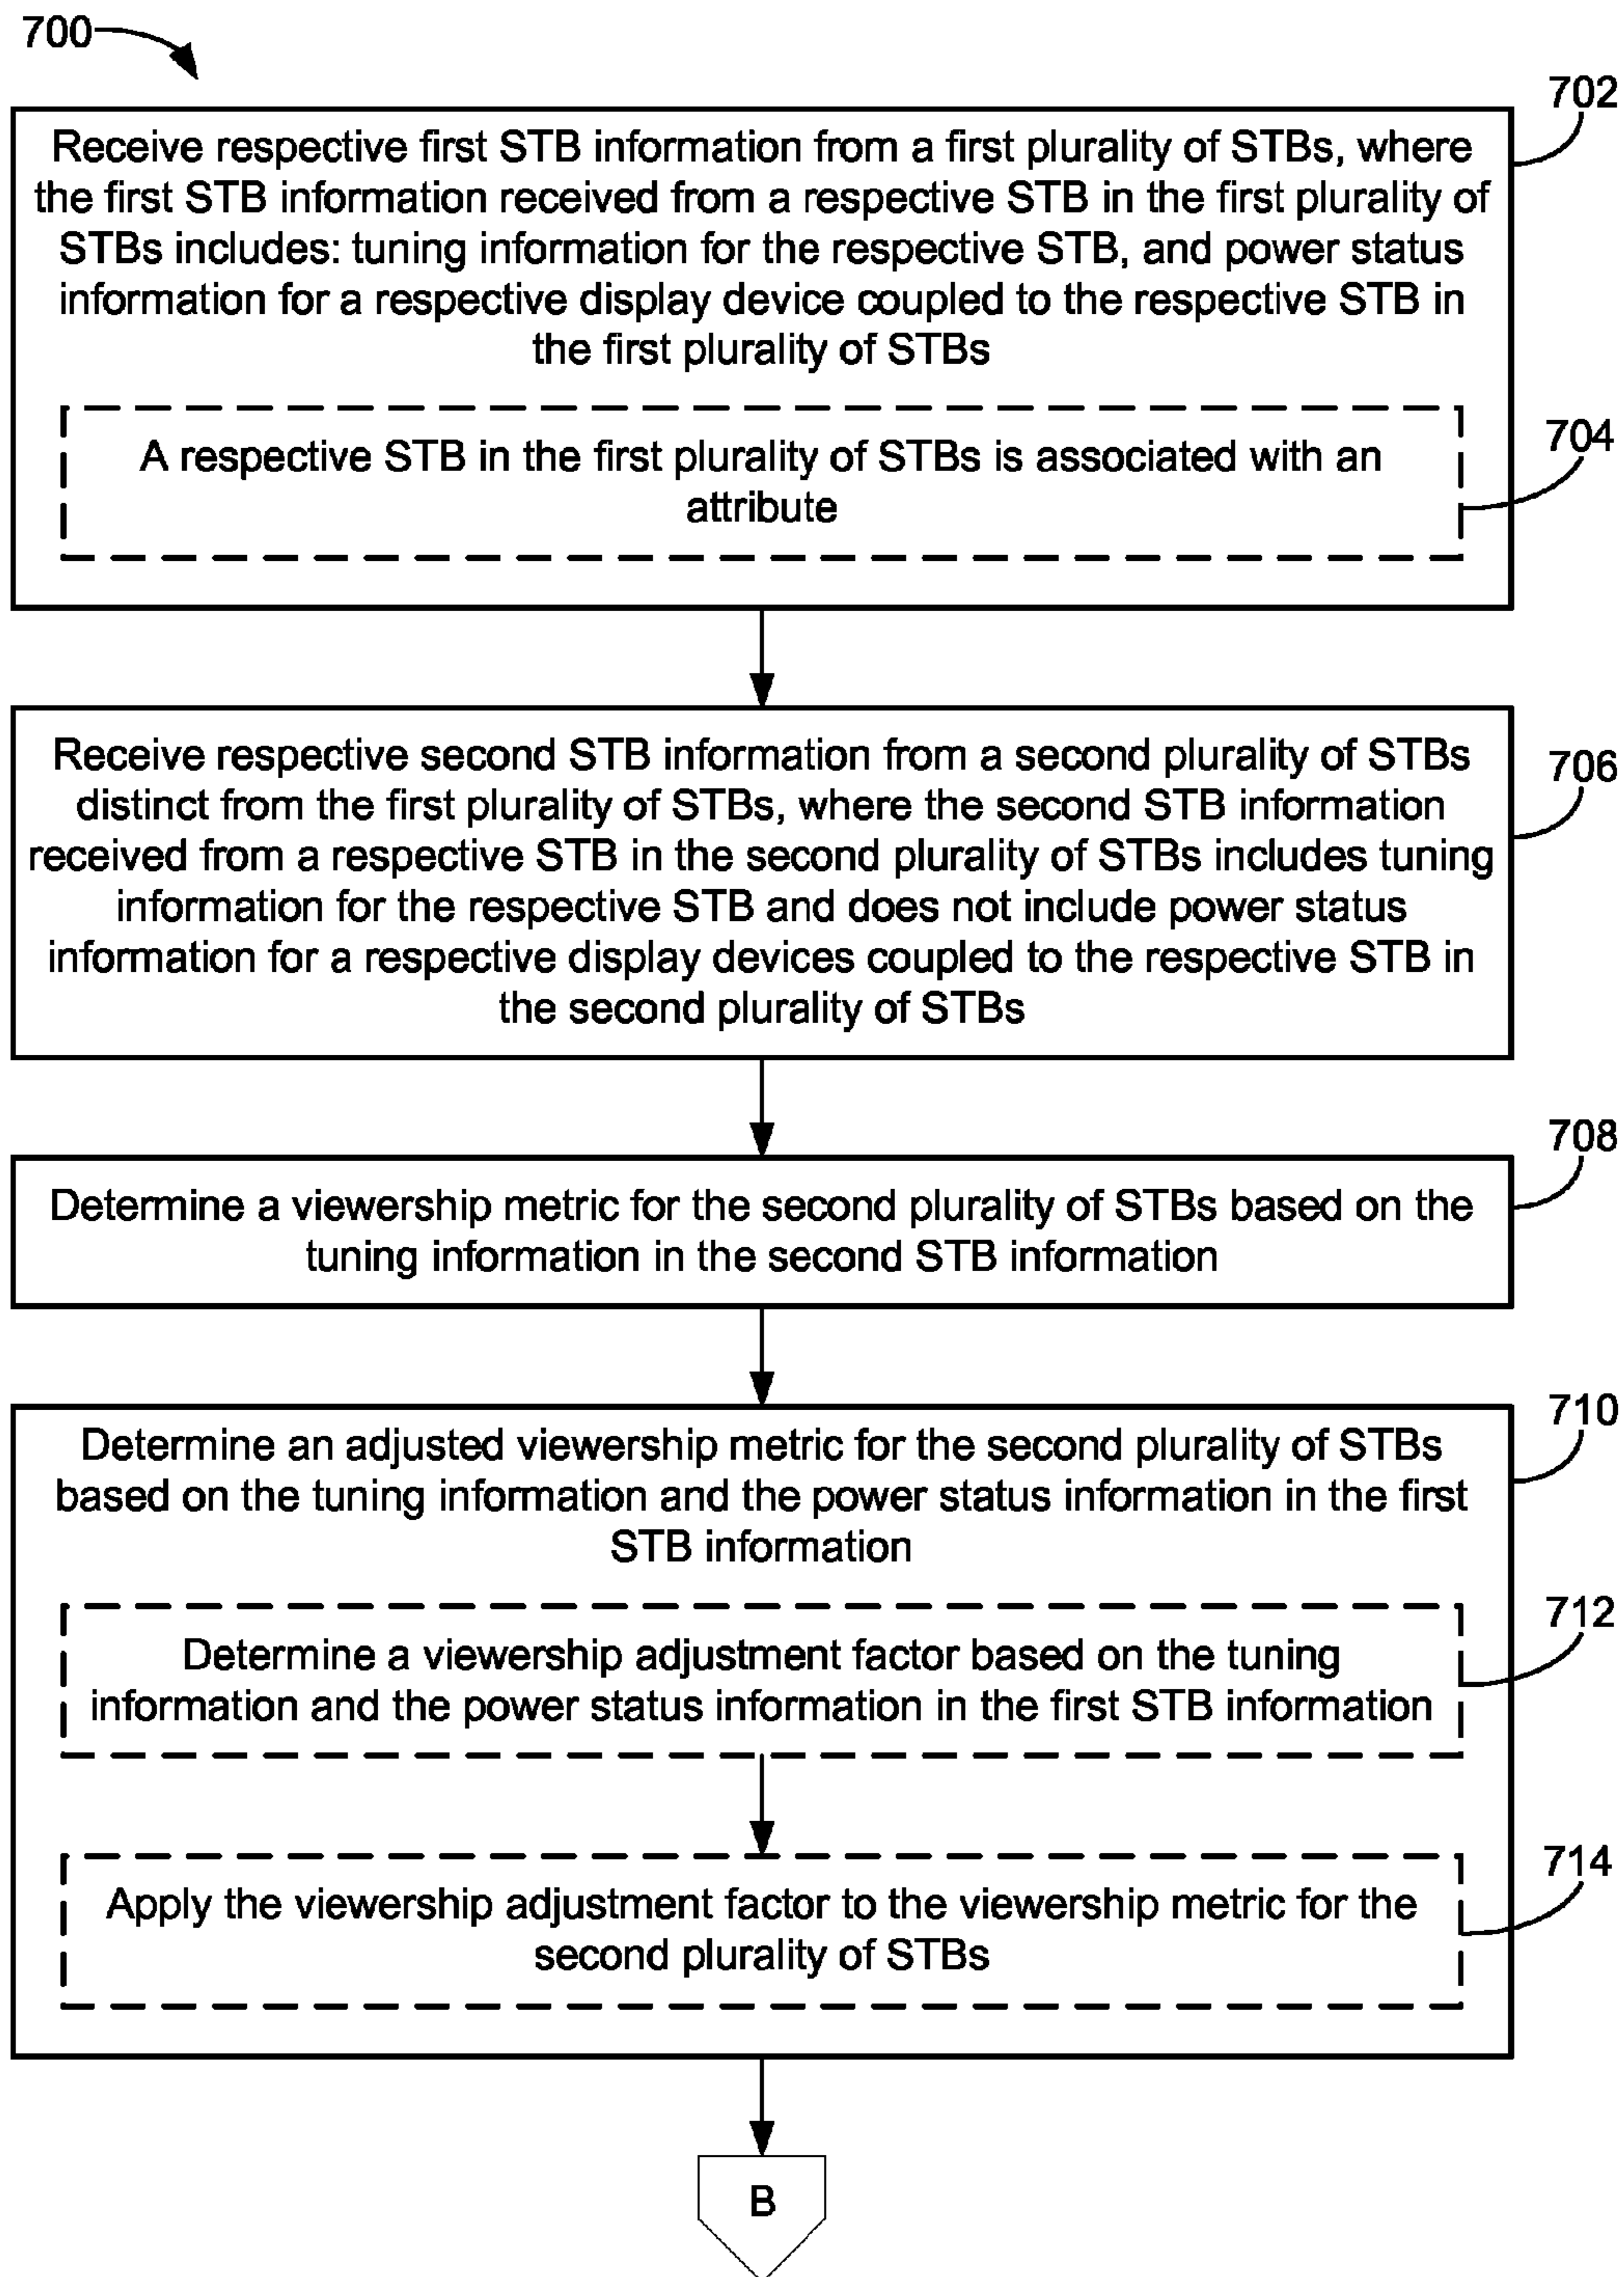 700
702
Receive respective first STB information from a first plurality of STBs, where
the first STB information received from a respective STB in the first plurality of
STBs includes: tuning information for the respective STB, and power status
information for a respective display device coupled to the respective STB in
the first plurality of STBs
704
A respective STB in the first plurality of STBs is associated with an
attribute
706
Receive respective second STB information from a second plurality of STBs
distinct from the first plurality of STBs, where the second STB information
received from a respective STB in the second plurality of STBs includes tuning
information for the respective STB and does not include power status
information for a respective display devices coupled to the respective STB in
the second plurality of STBs
708
Determine a viewership metric for the second plurality of STBs based on the
tuning information in the second STB information
710
Determine an adjusted viewership metric for the second plurality of STBs
based on the tuning information and the power status information in the first
STB information
712
Determine a viewership adjustment factor based on the tuning
information and the power status information in the first STB information
714
Apply the viewership adjustment factor to the viewership metric for the
second plurality of STBs
B